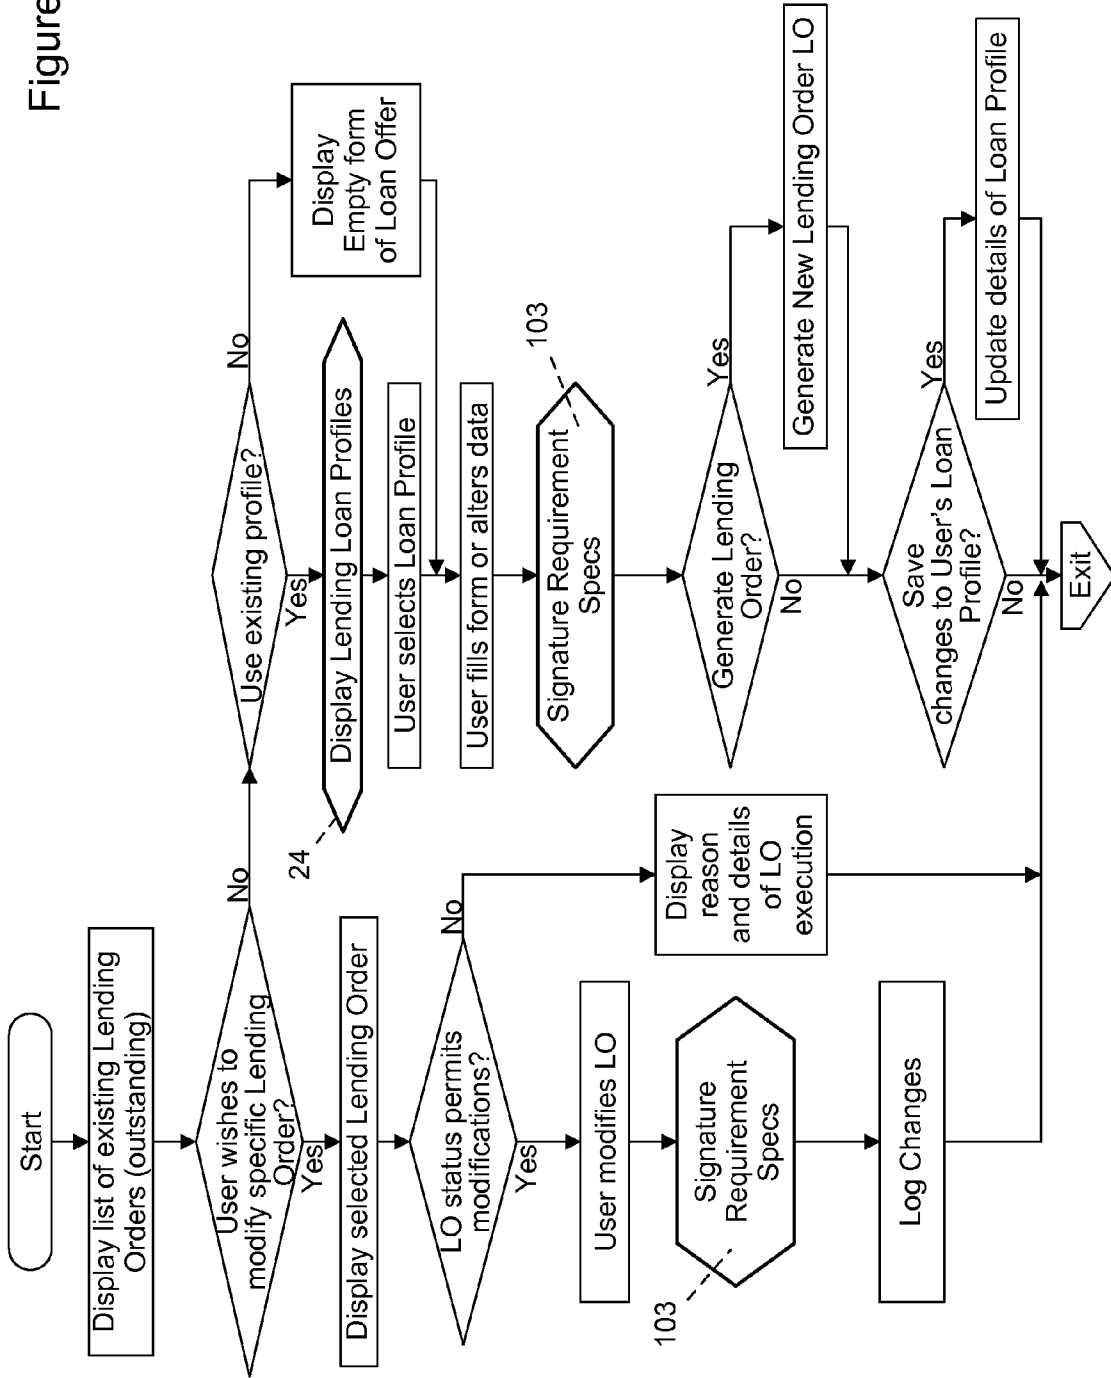 Figure
Start
Display list of existing Lending
Orders (outstanding)
User wishes to
modify specific Lending
Order?
No
Yes
Display selected Lending Order
LO status permits
modifications?
No
Yes
User modifies LO
Signature
Requirement
Specs
103
Log Changes
Display
reason
and details
of LO
execution
Use existing profile?
No
Yes
Display
Empty form
of Loan Offer
Display Lending Loan Profiles
24
User selects Loan Profile
User fills form or alters data
Signature Requirement
Specs
103
Generate Lending
Order?
Yes
No
Generate New Lending Order LO
Save
changes to User's Loan
Profile?
Yes
No
Update details of Loan Profile
Exit